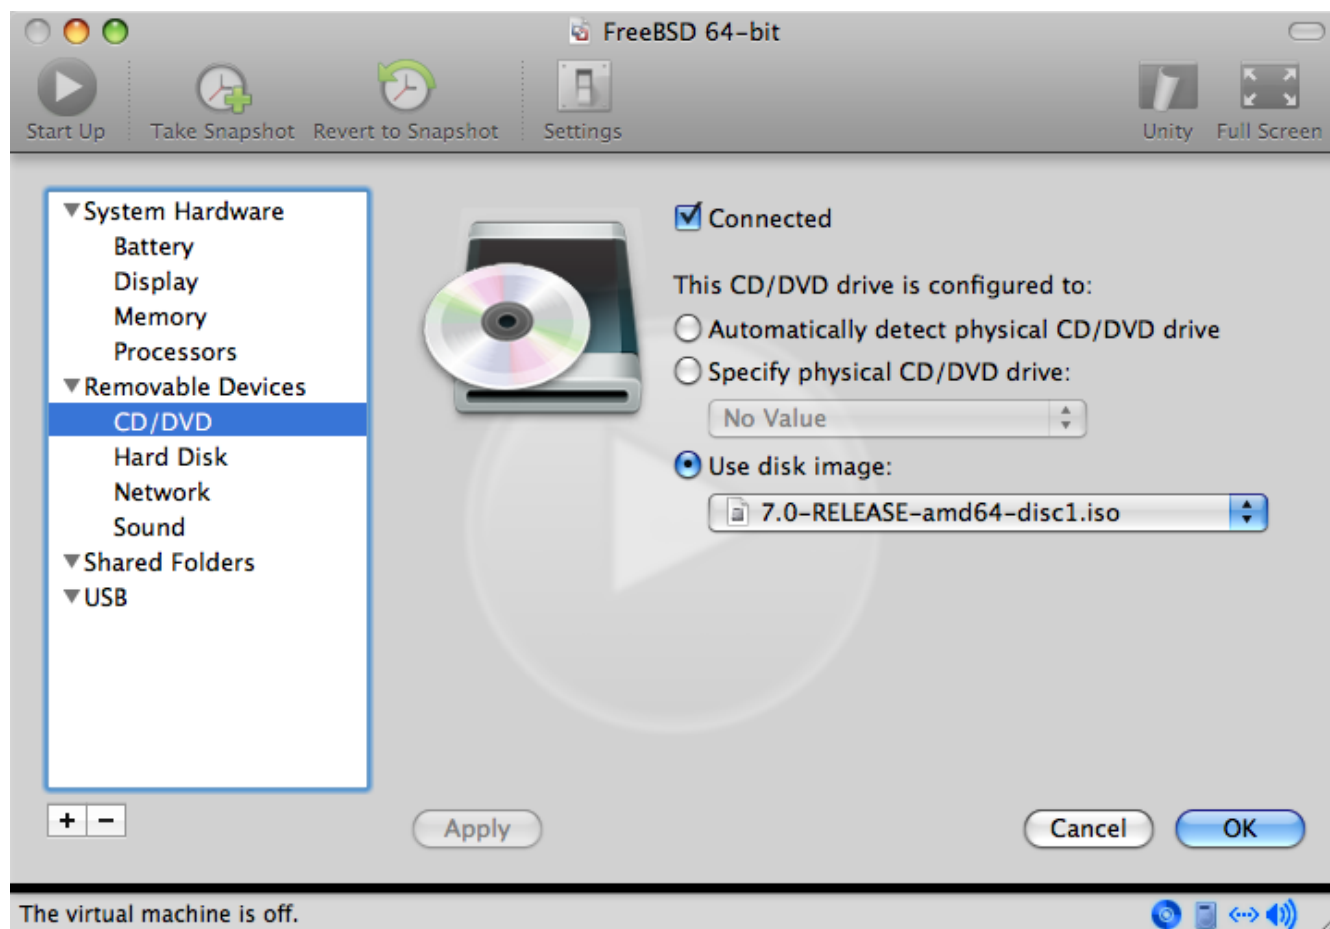 FreeBSD 64-bit
Start Up
Take Snapshot
Revert to Snapshot
Settings
Unity
Full Screen
System Hardware
Battery
Display
Memory
Processors
Removable Devices
CD/DVD
Hard Disk
Network
Sound
Shared Folders
USB
Connected
This CD/DVD drive is configured to:
Automatically detect physical CD/DVD drive
Specify physical CD/DVD drive:
No Value
Use disk image:
7.0-RELEASE-amd64-disc1.iso
+ −
Apply
Cancel
OK
The virtual machine is off.